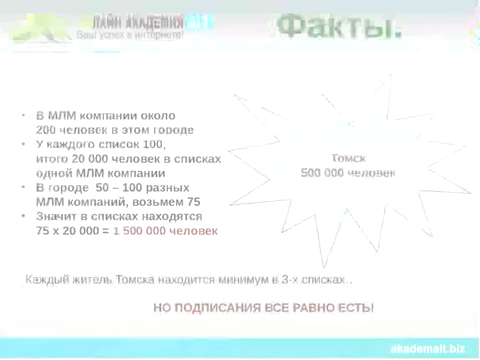 ЛАЙН АКАДЕМИЯ
Ваш успех в интернете!
Факты.
• В МЛМ компании около
200 человек в этом городе
• У каждого список 100,
итого 20 000 человек в списках
одной МЛМ компании
• В городе 50 – 100 разных
МЛМ компаний, возьмем 75
• Значит в списках находятся
75 х 20 000 = 1 500 000 человек
Томск
500 000 человек
Каждый житель Томска находится минимум в 3-х списках…
НО ПОДПИСАНИЯ ВСЕ РАВНО ЕСТЬ!
akademait.biz